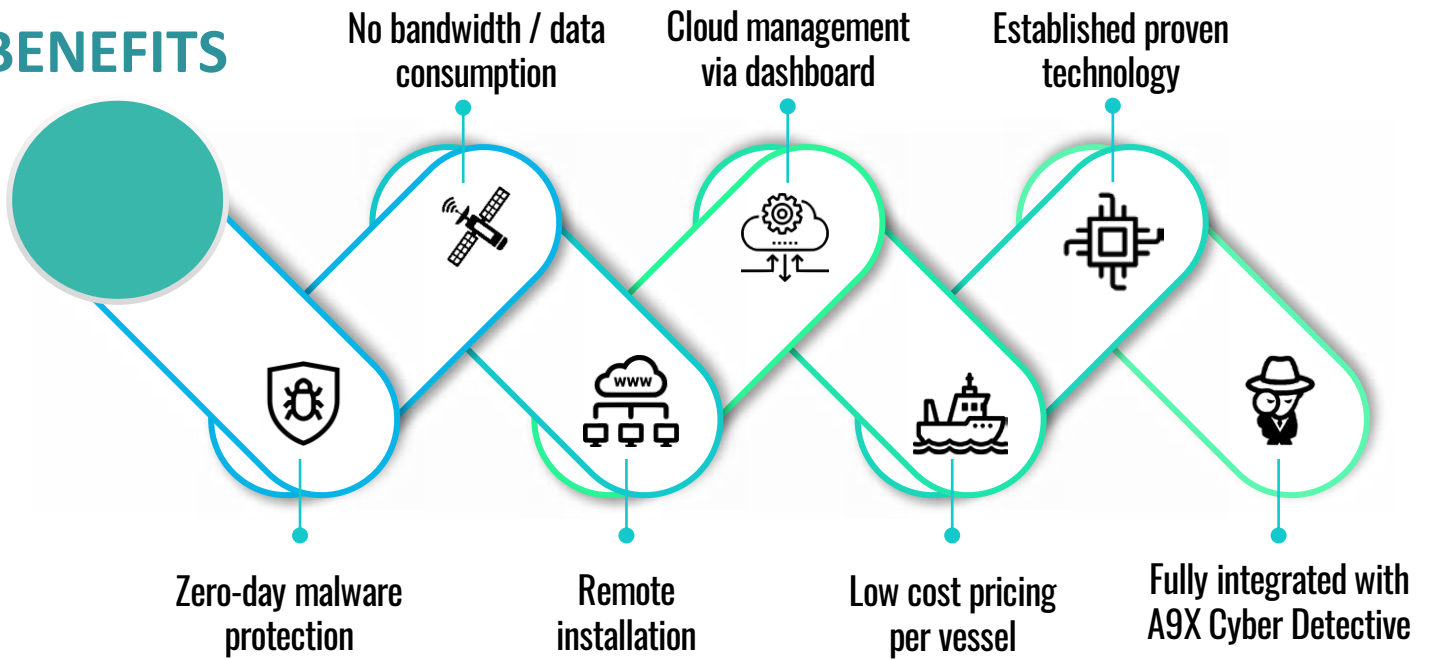 BENEFITS
No bandwidth / data
consumption
Cloud management
via dashboard
Established proven
technology
www
Zero-day malware
protection
Remote
installation
Low cost pricing
per vessel
Fully integrated with
A9X Cyber Detective